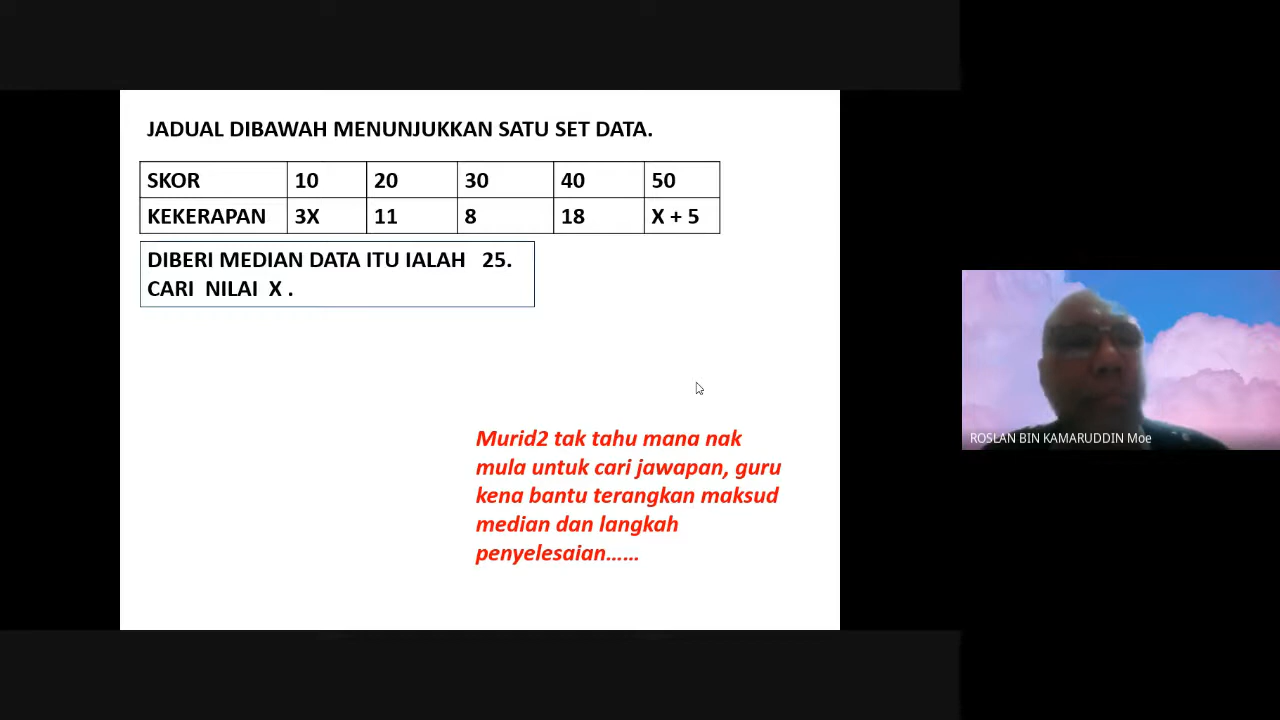 JADUAL DIBAWAH MENUNJUKKAN SATU SET DATA.
SKOR 10 20 30 40 50
KEKERAPAN 3X 11 8 18 X + 5
DIBERI MEDIAN DATA ITU IALAH 25.
CARI NILAI X .
Murid2 tak tahu mana nak
mula untuk cari jawapan, guru
kena bantu terangkan maksud
median dan langkah
penyelesaian......
ROSLAN BIN KAMARUDDIN Moe